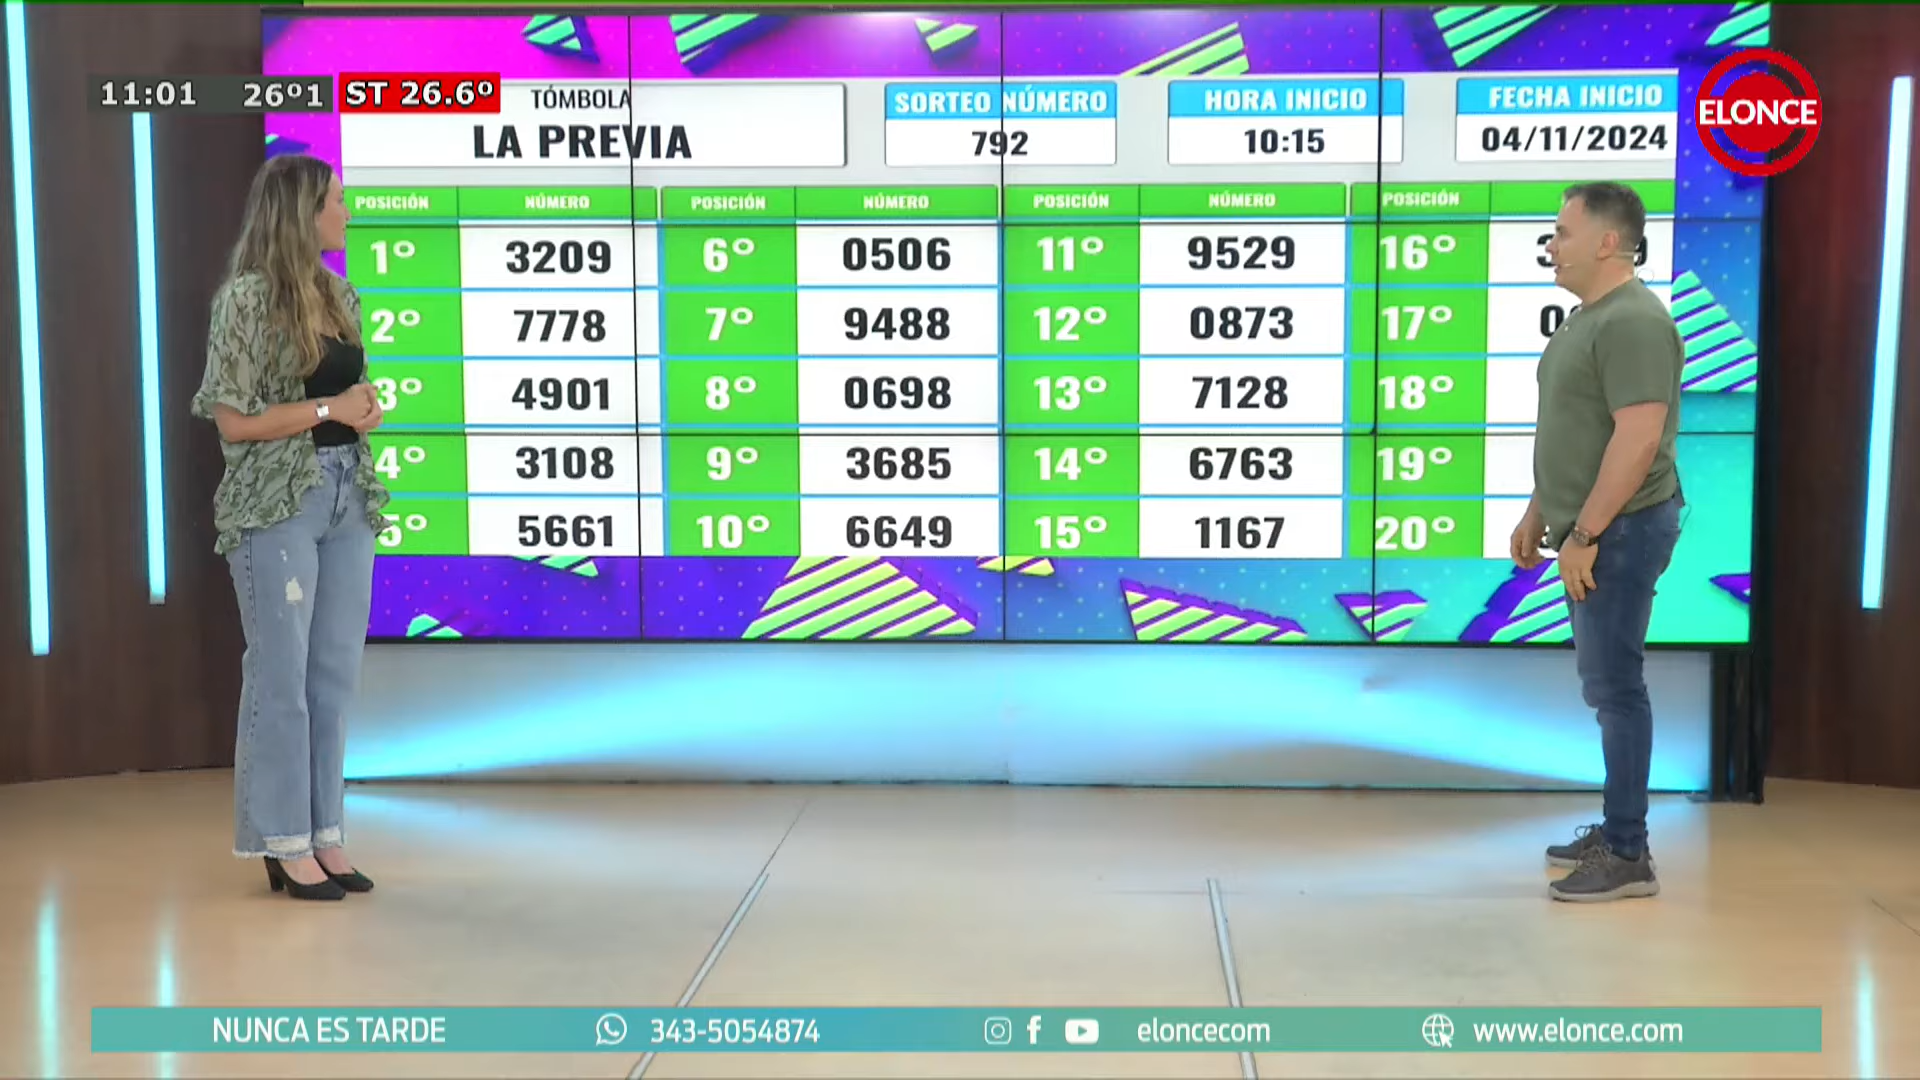 11:01 26º1 ST 26.6º
TÓMBOLA
LA PREVIA
SORTEO NÚMERO
792
HORA INICIO
10:15
FECHA INICIO
04/11/2024
ELONCE
POSICIÓN NÚMERO POSICIÓN NÚMERO POSICIÓN NÚMERO POSICIÓN
1º 3209 6º 0506 11º 9529 16º
2º 7778 7º 9488 12º 0873 17º
3º 4901 8º 0698 13º 7128 18º
4º 3108 9º 3685 14º 6763 19º
5º 5661 10º 6649 15º 1167 20º
NUNCA ES TARDE 343-5054874 eloncecom www.elonce.com